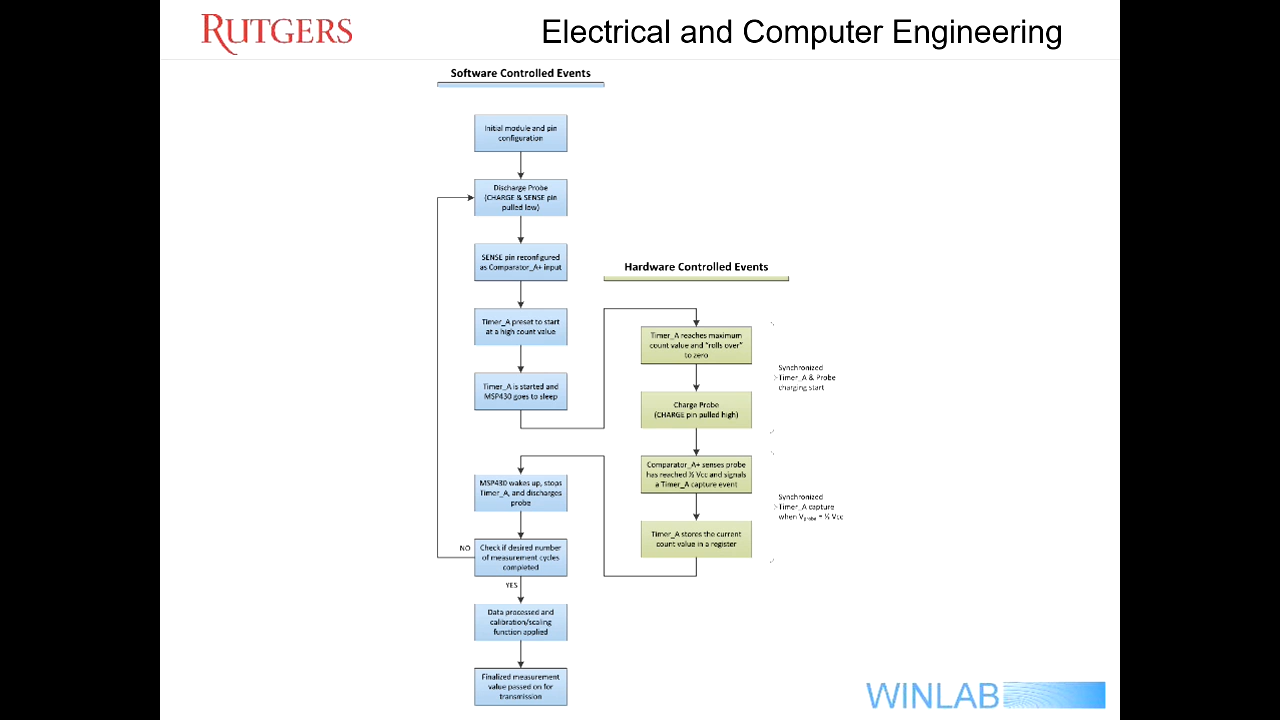 RUTGERS
Electrical and Computer Engineering
Software Controlled Events
Initial module and pin
configuration
Discharge Probe
(CHARGE & SENSE pin
pulled low)
SENSE pin reconfigured
as Comparator_A+ input
Timer_A preset to start
at a high count value
Timer_A is started and
MSP430 goes to sleep
Hardware Controlled Events
Timer_A reaches maximum
count value and "rolls over"
to zero
Charge Probe
(CHARGE pin pulled high)
Synchronized
Timer_A & Probe
charging start
Comparator_A+ senses probe
has reached ½ Vcc and signals
a Timer_A capture event
Timer_A stores the current
count value in a register
Synchronized
Timer_A capture
when Vprobe = ½ Vcc
MSP430 wakes up, stops
Timer_A, and discharges
probe
NO
Check if desired number
of measurement cycles
completed
YES
Data processed and
calibration/scaling
function applied
Finalized measurement
value passed on for
transmission
WINLAB